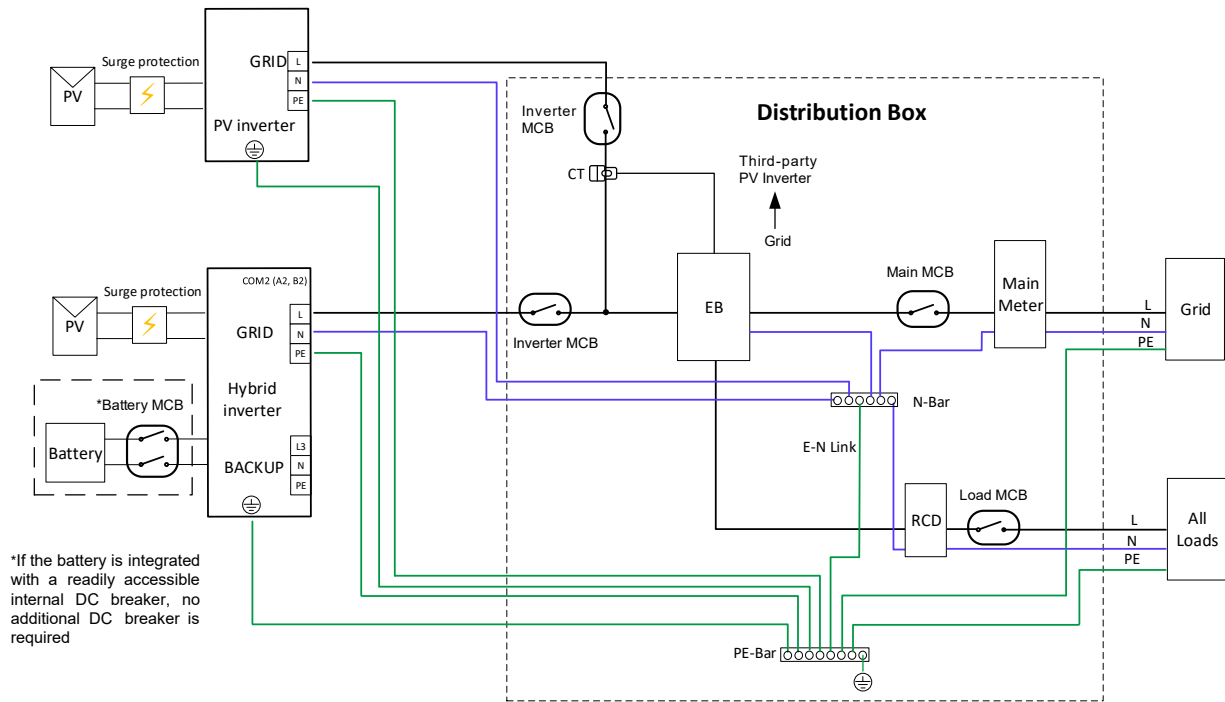 Surge protection
PV
GRID
L
N
PE
PV inverter
Inverter
MCB
Distribution Box
CT
Third-party
PV Inverter
Grid
COM2 (A2, B2)
Surge protection
PV
GRID
L
N
PE
Inverter MCB
EB
Main MCB
Main
Meter
L
N
PE
Grid
Hybrid
inverter
*Battery MCB
Battery
BACKUP
L3
N
PE
N-Bar
E-N Link
RCD
Load MCB
L
N
PE
All
Loads
*If the battery is integrated
with a readily accessible
internal DC breaker, no
additional DC breaker is
required
PE-Bar